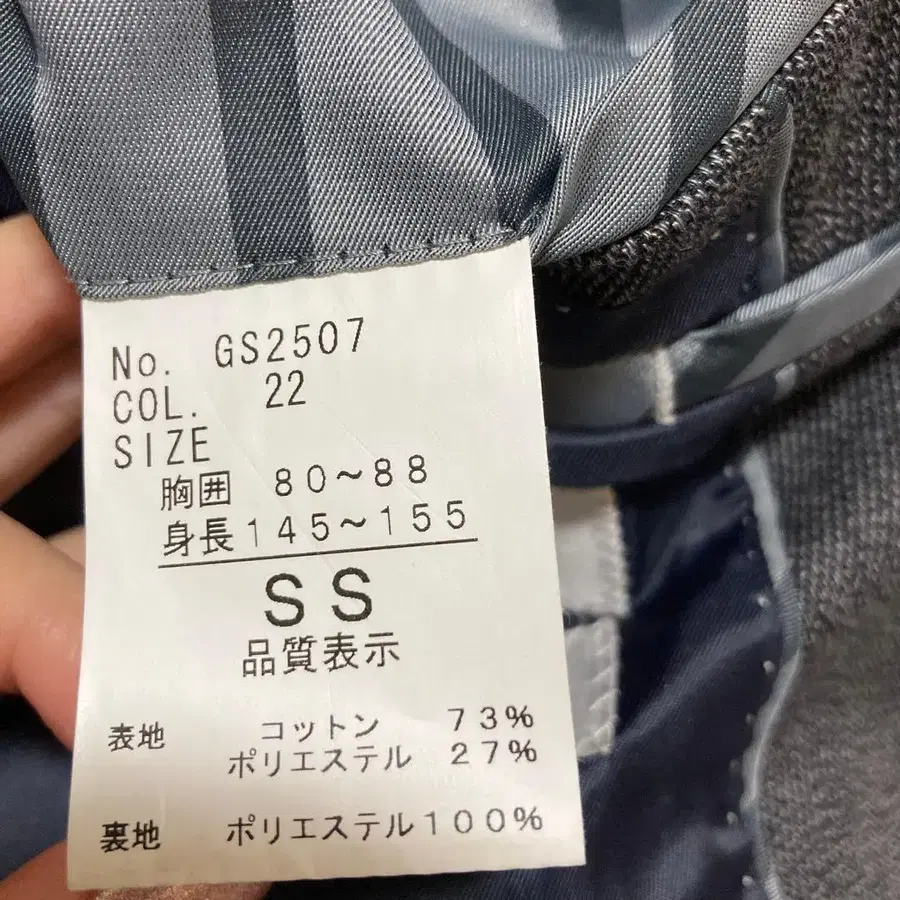 No. GS2507
COL. 22
SIZE
胸囲 80~88
身長145~155
SS
品質表示
表地 コットン 73%
ポリエステル 27%
裏地 ポリエステル100%